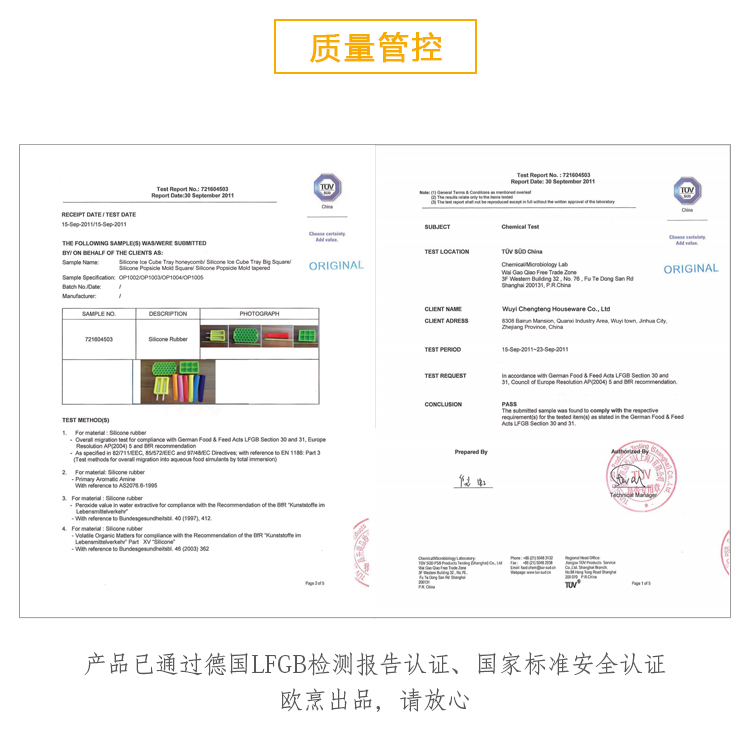 质量管控
Test Report No.: 721604503
Report Date:30 September 2011
TÜV
SÜD
China
Choose certainty.
Add value.
ORIGINAL
RECEIPT DATE / TEST DATE
15-Sep-2011/15-Sep-2011
THE FOLLOWING SAMPLE(S) WAS/WERE SUBMITTED
BY/ ON BEHALF OF THE CLIENTS AS:
Sample Name: Silicone Ice Cube Tray honeycomb/ Silicone Ice Cube Tray Big Square/
Silicone Popsicle Mold Square/ Silicone Popsicle Mold tapered
Sample Specification: OP1002/OP1003/OP1004/OP1005
Batch No./Date: /
Manufacturer: /
SAMPLE NO. DESCRIPTION PHOTOGRAPH
721604503 Silicone Rubber
TEST METHOD(S)
1. For material : Silicone rubber
- Overall migration test for compliance with German Food & Feed Acts LFGB Section 30 and 31, Europe
Resolution AP(2004) 5 and BfR recommendation
- As specified in 82/711/EEC, 85/572/EEC and 97/48/EC Directives; with reference to EN 1186: Part 3
(Test methods for overall migration into aqueous food simulants by total immersion)
2. For material: Silicone rubber
- Primary Aromatic Amine
With reference to AS2076.8-1995
3. For material : Silicone rubber
- Peroxide value in water extractive for compliance with the Recommendation of the BfR "Kunststoffe im
Lebensmittelverkehr"
- With reference to Bundesgesundheitsbl. 40 (1997), 412.
4. For material : Silicone rubber
- Volatile Organic Matters for compliance with the Recommendation of the BfR "Kunststoffe im
Lebensmittelverkehr" Part XV "Silicone"
- With reference to Bundesgesundheitsbl. 46 (2003) 362
Page 2 of 5
Test Report No. : 721604503
Report Date: 30 September 2011
Note: (1) General Terms & Conditions as mentioned overleaf
(2) The results relate only to the items tested
(3) The test report shall not be reproduced except in full without the written approval of the laboratory
TÜV
SÜD
China
Choose certainty.
Add value.
ORIGINAL
SUBJECT Chemical Test
TEST LOCATION TÜV SÜD China
Chemical/Microbiology Lab
Wai Gao Qiao Free Trade Zone
3F Western Building 32 , No. 76 , Fu Te Dong San Rd
Shanghai 200131, P.R.China
CLIENT NAME Wuyi Chengteng Houseware Co., Ltd
CLIENT ADRESS 8308 Bairun Mansion, Quanxi Industry Area, Wuyi town, Jinhua City,
Zhejiang Province, China
TEST PERIOD 15-Sep-2011~23-Sep-2011
TEST REQUEST In accordance with German Food & Feed Acts LFGB Section 30 and
31, Council of Europe Resolution AP(2004) 5 and BfR recommendation.
CONCLUSION PASS
The submitted sample was found to comply with the respective
requirement(s) for the tested item(s) as stated in the German Food & Feed
Acts LFGB Section 30 and 31.
Prepared By
Authorized By
Technical Manager
Chemical/Microbiology Laboratory:
TÜV SÜD PSB Products Testing (Shanghai) Co., Ltd
Wai Gao Qiao Free Trade Zone
3F Western Building 32 , No.76,
Fu Te Dong San Rd Shanghai
200131
P.R. China
Regional Head Office:
Jiangsu TÜV Products Service
Co.,Ltd. Shanghai Branch,
P.R.China
TÜV®
Page 1 of 5
产品已通过德国LFGB检测报告认证、国家标准安全认证
欧烹出品，请放心